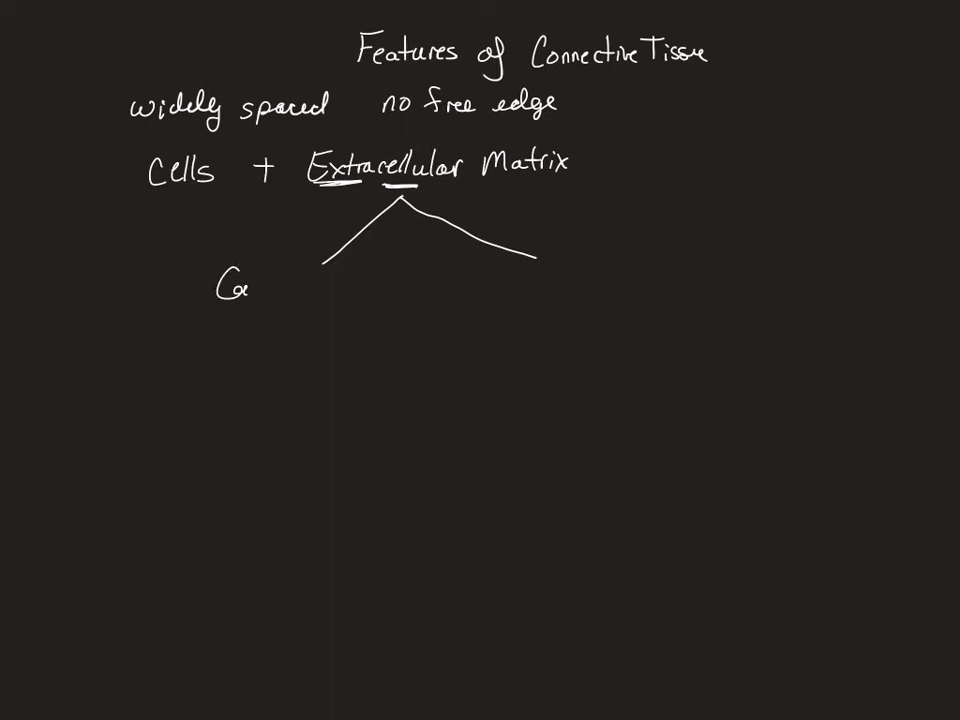 Features of Connective Tissue
widely spaced no free edge
Cells + Extracellular Matrix